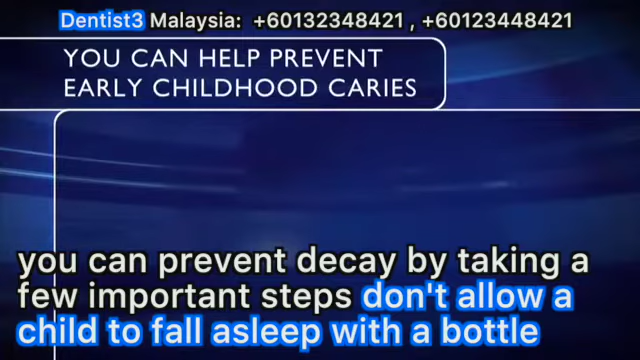 Dentist3 Malaysia: +60132348421 , +60123448421
YOU CAN HELP PREVENT
EARLY CHILDHOOD CARIES
you can prevent decay by taking a
few important steps don't allow a
child to fall asleep with a bottle